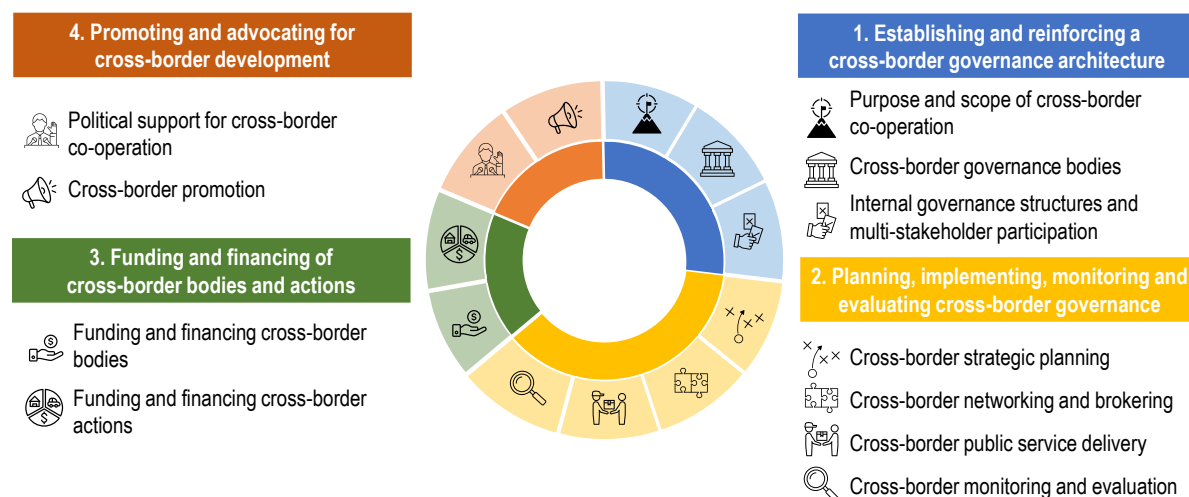 4. Promoting and advocating for
cross-border development
Political support for cross-border
co-operation
Cross-border promotion
3. Funding and financing of
cross-border bodies and actions
Funding and financing cross-border
bodies
Funding and financing cross-border
actions
1. Establishing and reinforcing a
cross-border governance architecture
Purpose and scope of cross-border
co-operation
Cross-border governance bodies
Internal governance structures and
multi-stakeholder participation
2. Planning, implementing, monitoring and
evaluating cross-border governance
Cross-border strategic planning
Cross-border networking and brokering
Cross-border public service delivery
Cross-border monitoring and evaluation